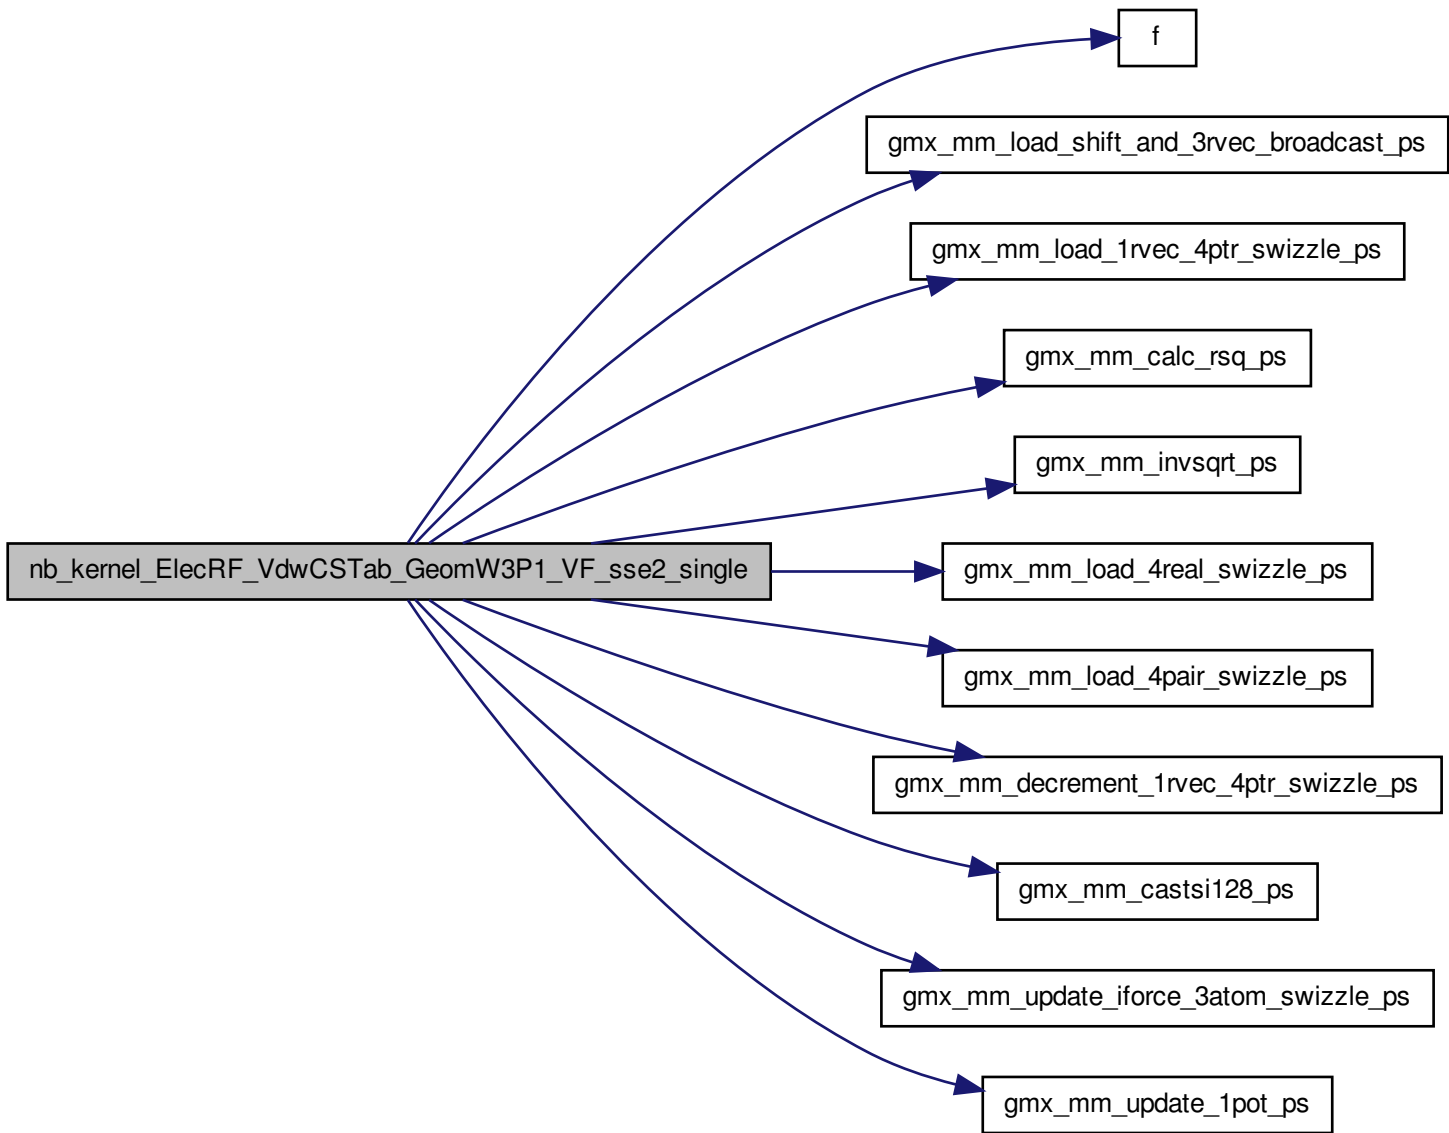 f
gmx_mm_load_shift_and_3rvec_broadcast_ps
gmx_mm_load_1rvec_4ptr_swizzle_ps
gmx_mm_calc_rsq_ps
gmx_mm_invsqrt_ps
nb_kernel_ElecRF_VdwCSTab_GeomW3P1_VF_sse2_single
gmx_mm_load_4real_swizzle_ps
gmx_mm_load_4pair_swizzle_ps
gmx_mm_decrement_1rvec_4ptr_swizzle_ps
gmx_mm_castsi128_ps
gmx_mm_update_iforce_3atom_swizzle_ps
gmx_mm_update_1pot_ps